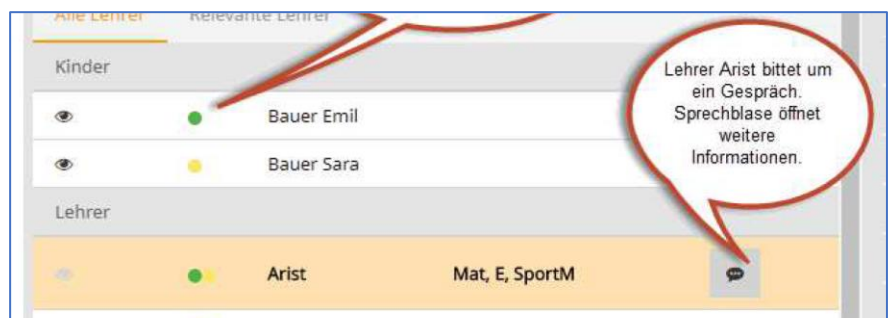 Alle Lehrer Relevante Lehrer
Kinder
Bauer Emil
Bauer Sara
Lehrer
Arist Mat, E, SportM
Lehrer Arist bittet um
ein Gespräch.
Sprechblase öffnet
weitere
Informationen.